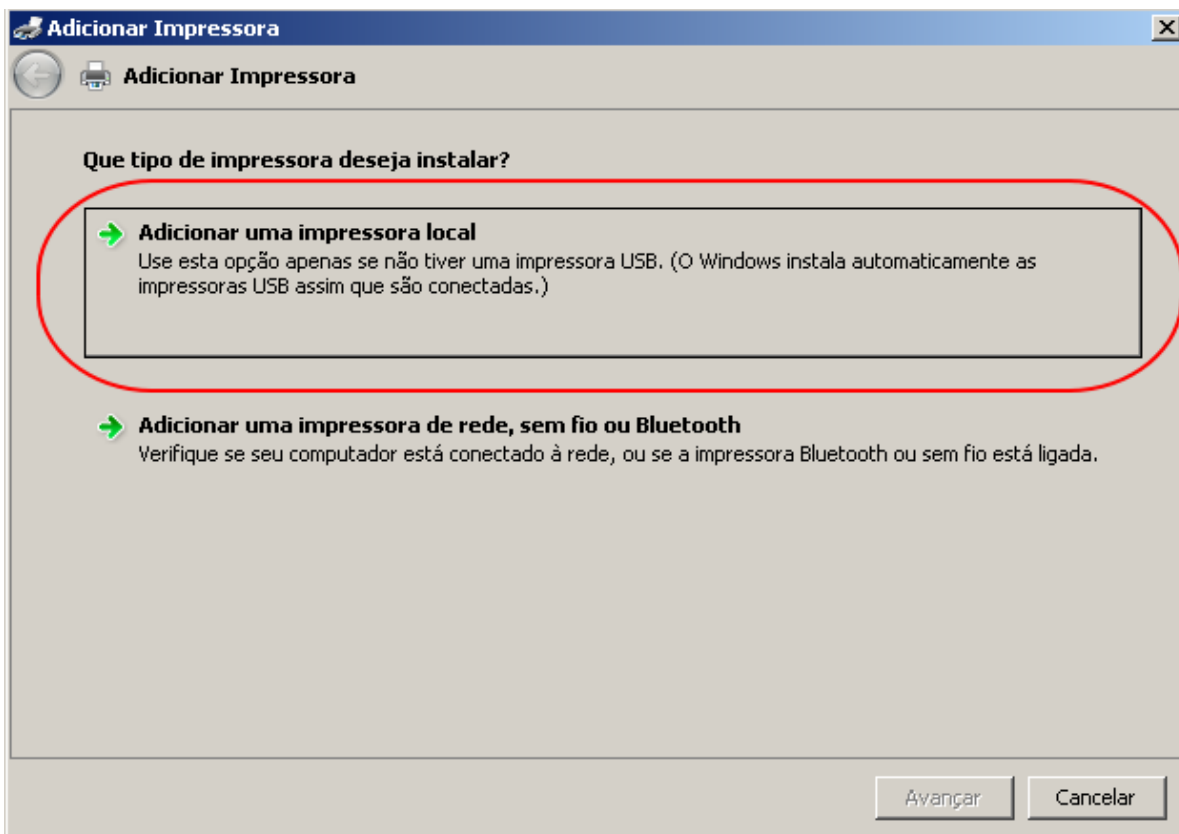 Adicionar Impressora
Adicionar Impressora
Que tipo de impressora deseja instalar?
Adicionar uma impressora local
Use esta opção apenas se não tiver uma impressora USB. (O Windows instala automaticamente as
impressoras USB assim que são conectadas.)
Adicionar uma impressora de rede, sem fio ou Bluetooth
Verifique se seu computador está conectado à rede, ou se a impressora Bluetooth ou sem fio está ligada.
Avançar
Cancelar